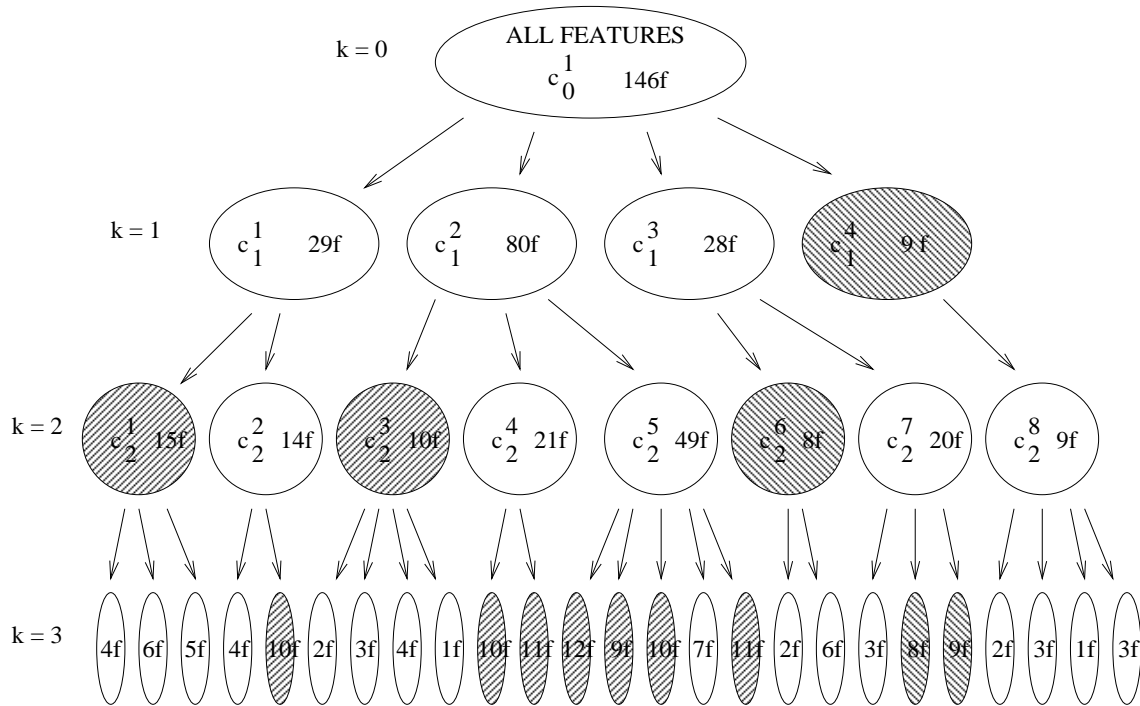 ALL FEATURES
k = 0
c 1 0 146f
k = 1
c 1 1 29f
c 2 1 80f
c 3 1 28f
c 4 1 9 f
k = 2
c 1 2 15f
c 2 2 14f
c 3 2 10f
c 4 2 21f
c 5 2 49f
c 6 2 8f
c 7 2 20f
c 8 2 9f
k = 3
4f 6f 5f 4f 10f 2f 3f 4f 1f 10f 11f 12f 9f 10f 7f 11f 2f 6f 3f 8f 9f 2f 3f 1f 3f